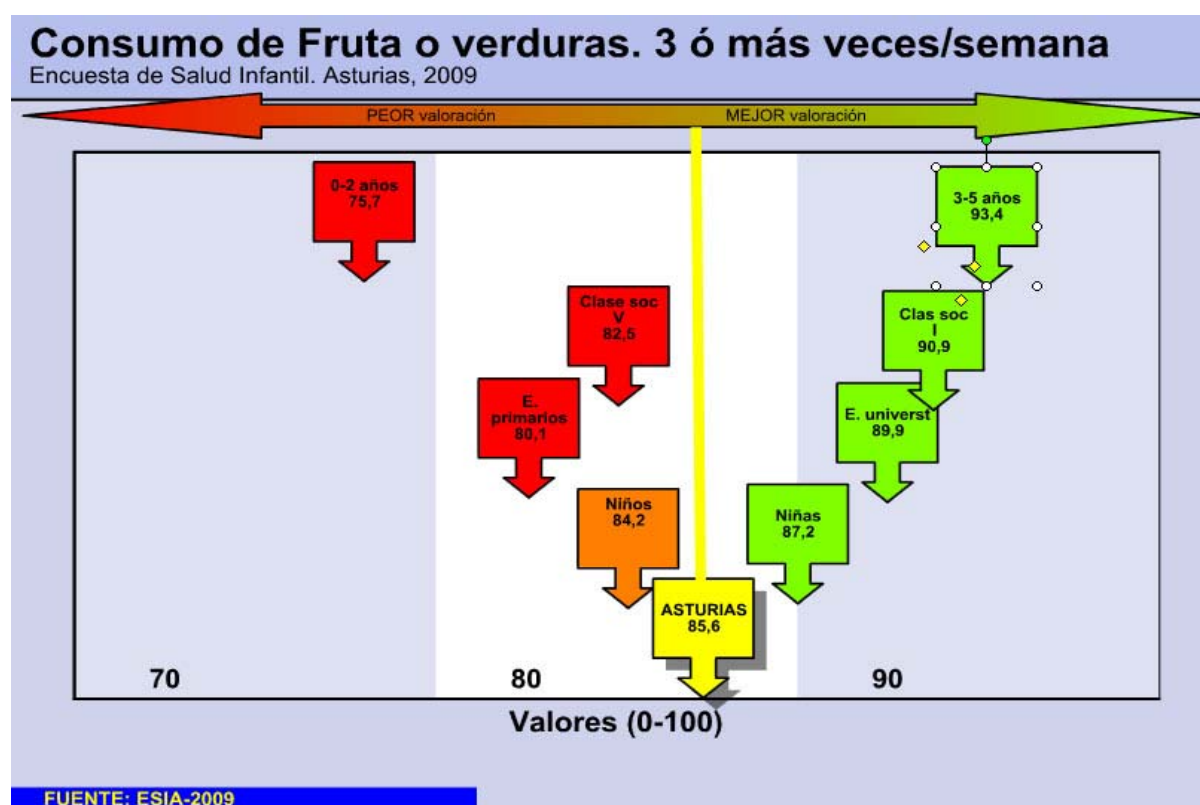 Consumo de Fruta o verduras. 3 ó más veces/semana
Encuesta de Salud Infantil. Asturias, 2009
PEOR valoración
MEJOR valoración
0-2 años
75,7
3-5 años
93,4
Clase soc
V
82,5
Clas soc
I
90,9
E.
primarios
80,1
E. universt
89,9
Niños
84,2
Niñas
87,2
ASTURIAS
85,6
70
80
90
Valores (0-100)
FUENTE: ESIA-2009